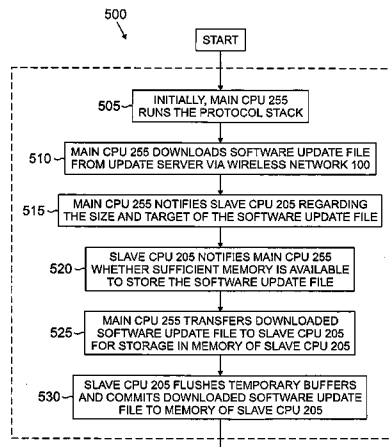 500
START
505
INITIALLY, MAIN CPU 255
RUNS THE PROTOCOL STACK
510
MAIN CPU 255 DOWNLOADS SOFTWARE UPDATE FILE
FROM UPDATE SERVER VIA WIRELESS NETWORK 100
515
MAIN CPU 255 NOTIFIES SLAVE CPU 205 REGARDING
THE SIZE AND TARGET OF THE SOFTWARE UPDATE FILE
520
SLAVE CPU 205 NOTIFIES MAIN CPU 255
WHETHER SUFFICIENT MEMORY IS AVAILABLE
TO STORE THE SOFTWARE UPDATE FILE
525
MAIN CPU 255 TRANSFERS DOWNLOADED
SOFTWARE UPDATE FILE TO SLAVE CPU 205
FOR STORAGE IN MEMORY OF SLAVE CPU 205
530
SLAVE CPU 205 FLUSHES TEMPORARY BUFFERS
AND COMMITS DOWNLOADED SOFTWARE UPDATE
FILE TO MEMORY OF SLAVE CPU 205